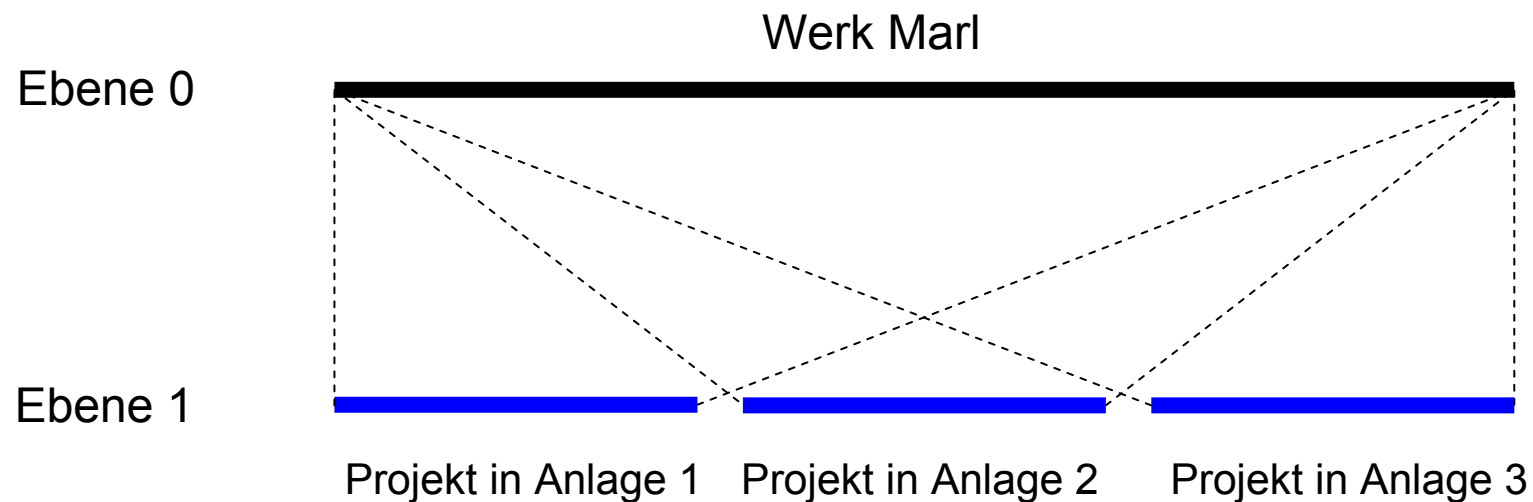 Werk Marl
Ebene 0
Ebene 1
Projekt in Anlage 1
Projekt in Anlage 2
Projekt in Anlage 3